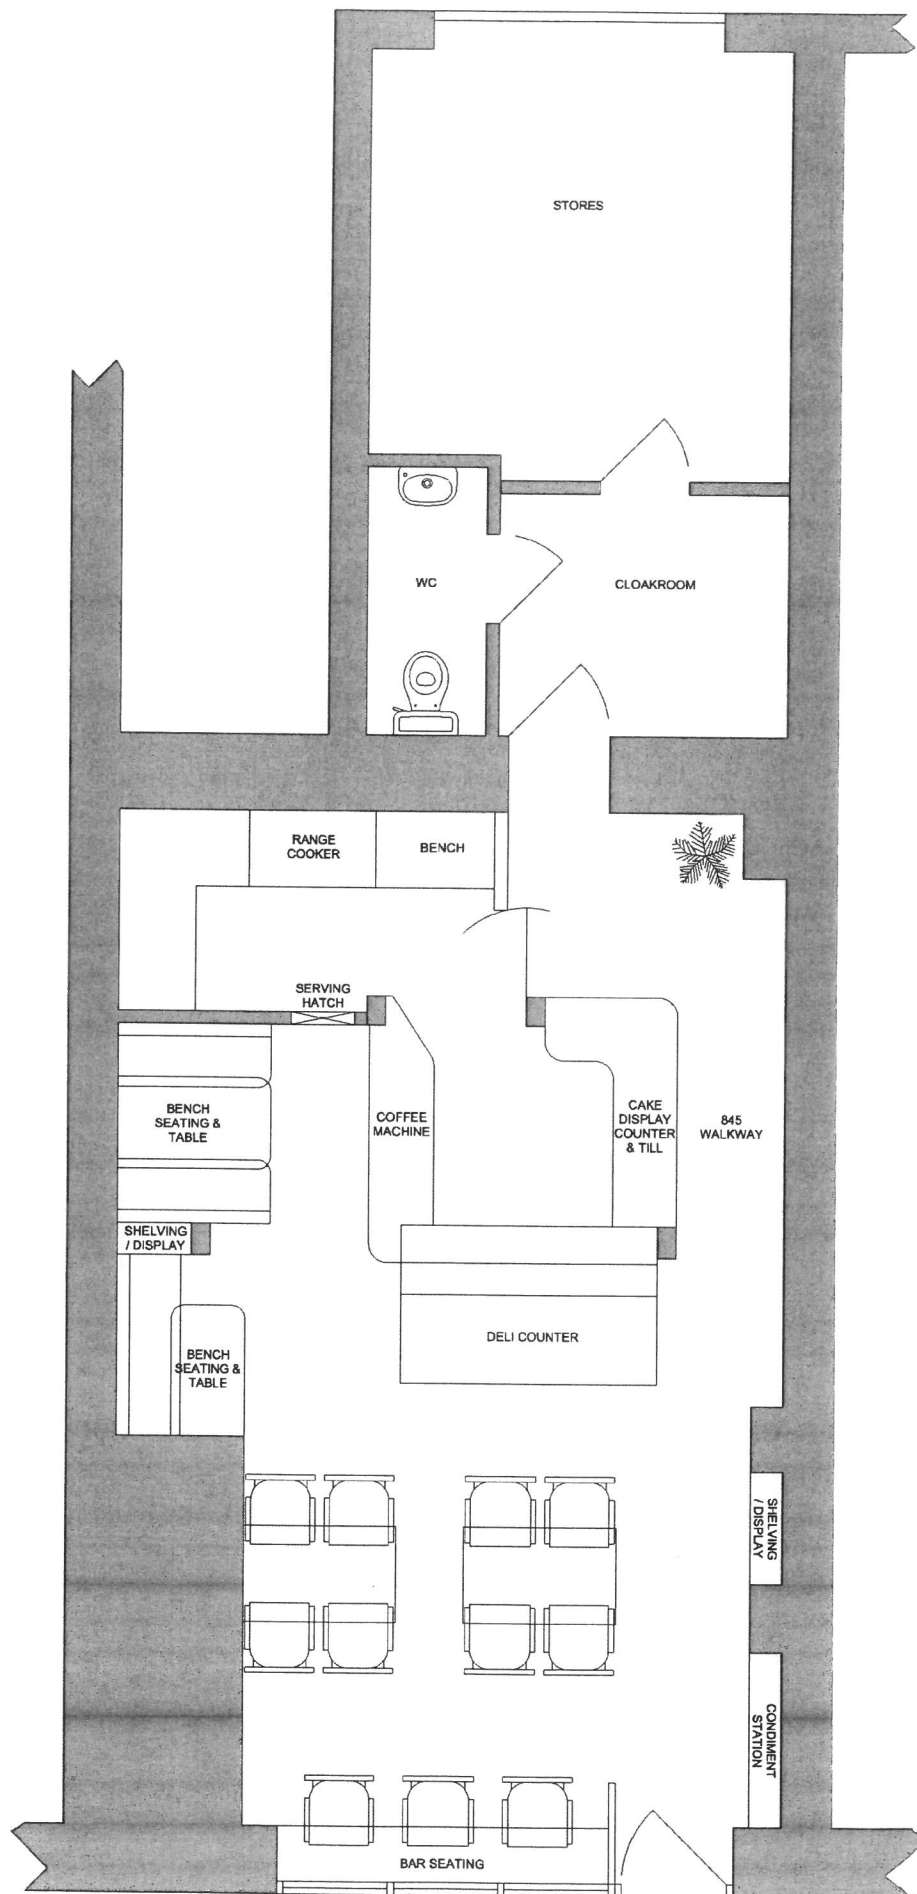 STORES
WC
CLOAKROOM
RANGE
COOKER
BENCH
SERVING
HATCH
BENCH
SEATING &
TABLE
COFFEE
MACHINE
CAKE
DISPLAY
COUNTER
& TILL
845
WALKWAY
SHELVING
/ DISPLAY
DELI COUNTER
BENCH
SEATING &
TABLE
SHELVING
/ DISPLAY
CONDIMENT
STATION
BAR SEATING